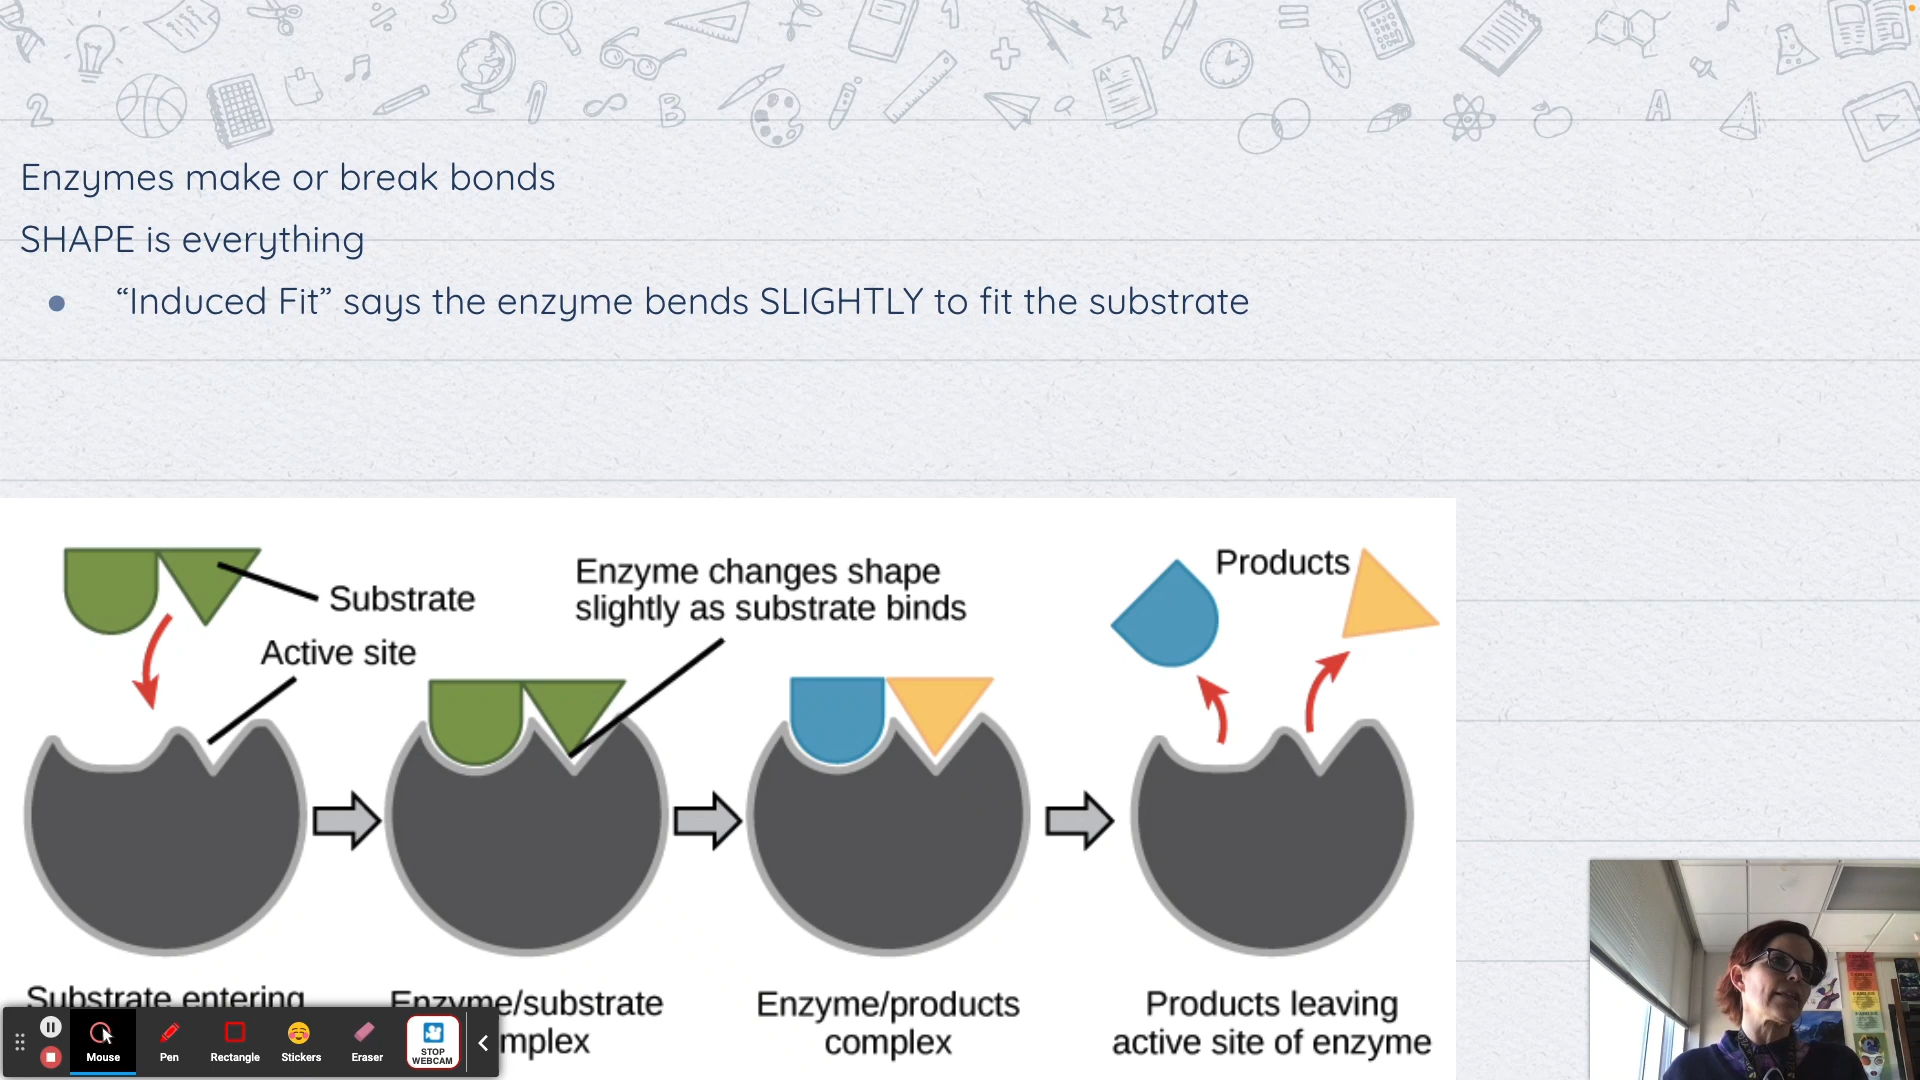 Enzymes make or break bonds
SHAPE is everything
● “Induced Fit” says the enzyme bends SLIGHTLY to fit the substrate
Substrate
Active site
Enzyme changes shape
slightly as substrate binds
Products
Substrate entering
Enzyme/substrate
mplex
Enzyme/products
complex
Products leaving
active site of enzyme
Mouse
Pen
Rectangle
Stickers
Eraser
STOP
WEBCAM